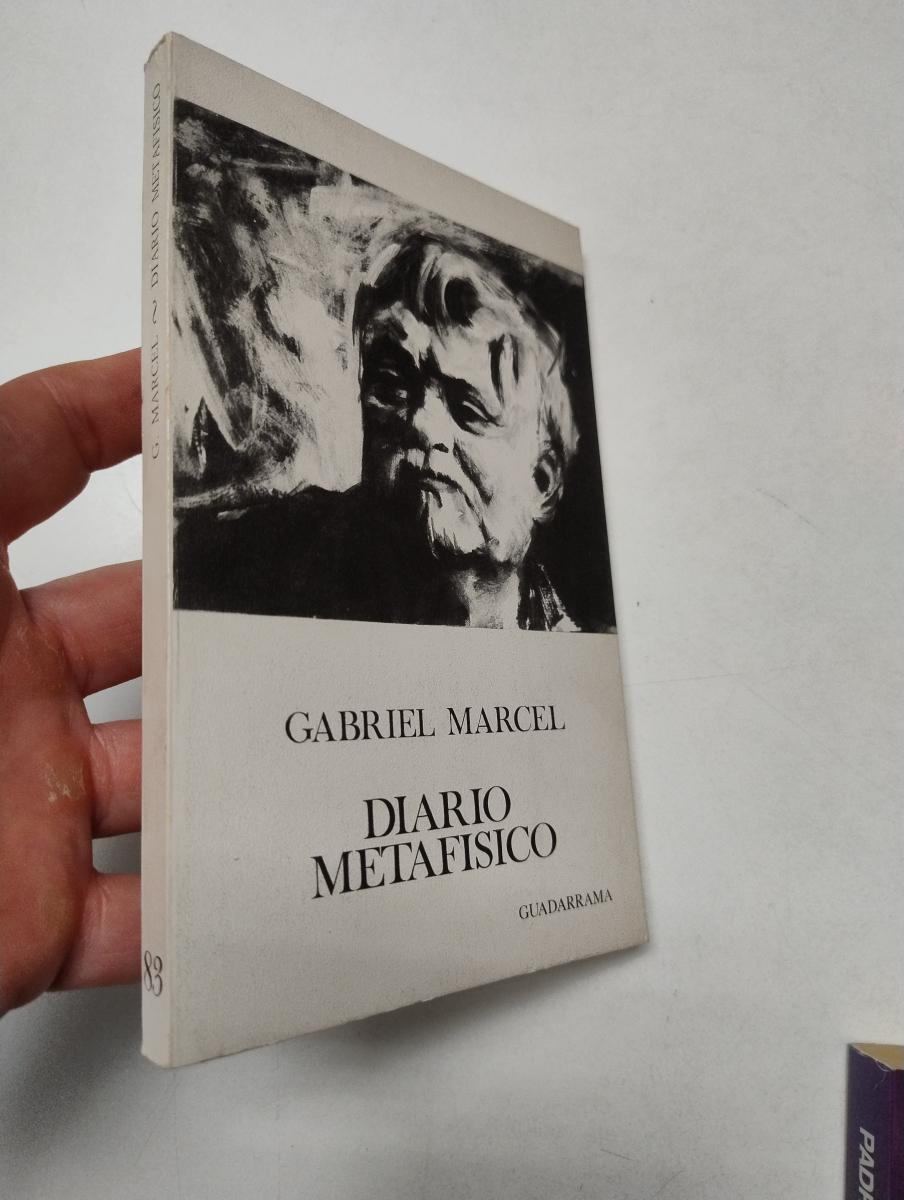 G. MARCEL ~ DIARIO METAFISICO
83
GABRIEL MARCEL
DIARIO
METAFISICO
GUADARRAMA